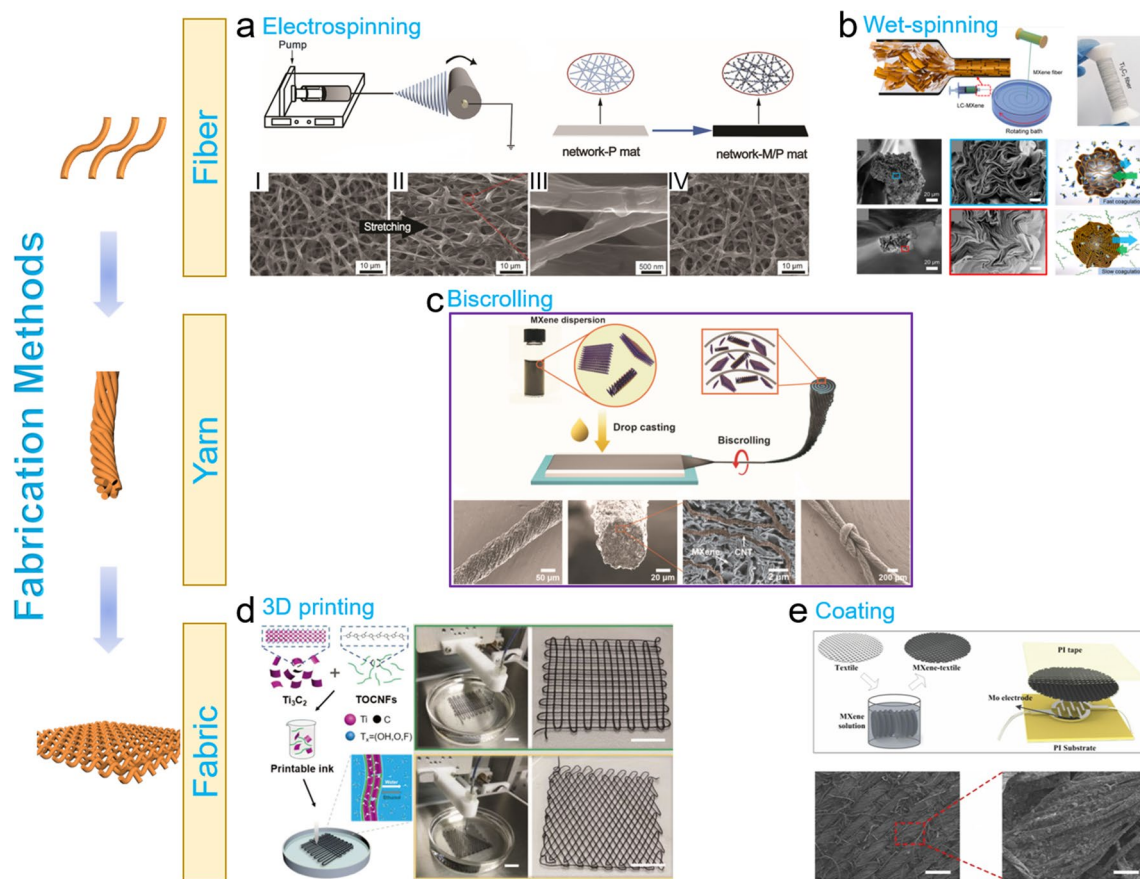 Fabrication Methods
Fiber
Yarn
Fabric
a Electrospinning
Pump
network-P mat
network-M/P mat
I
II
III
IV
Stretching
10 μm
10 μm
500 nm
10 μm
b Wet-spinning
MXene fiber
LC-MXene
Rotating bath
Ti3C2 fiber
20 μm
Fast coagulation
20 μm
Slow coagulation
c Biscrolling
MXene dispersion
Drop casting
Biscrolling
MXene
CNT
50 μm
20 μm
2 μm
200 μm
d 3D printing
Ti₃C₂
+
TOCNFs
Ti
C
Tₓ=(OH,O,F)
Printable ink
Water
Ethanol
e Coating
Textile
MXene-textile
MXene
solution
PI tape
Mo electrode
PI Substrate